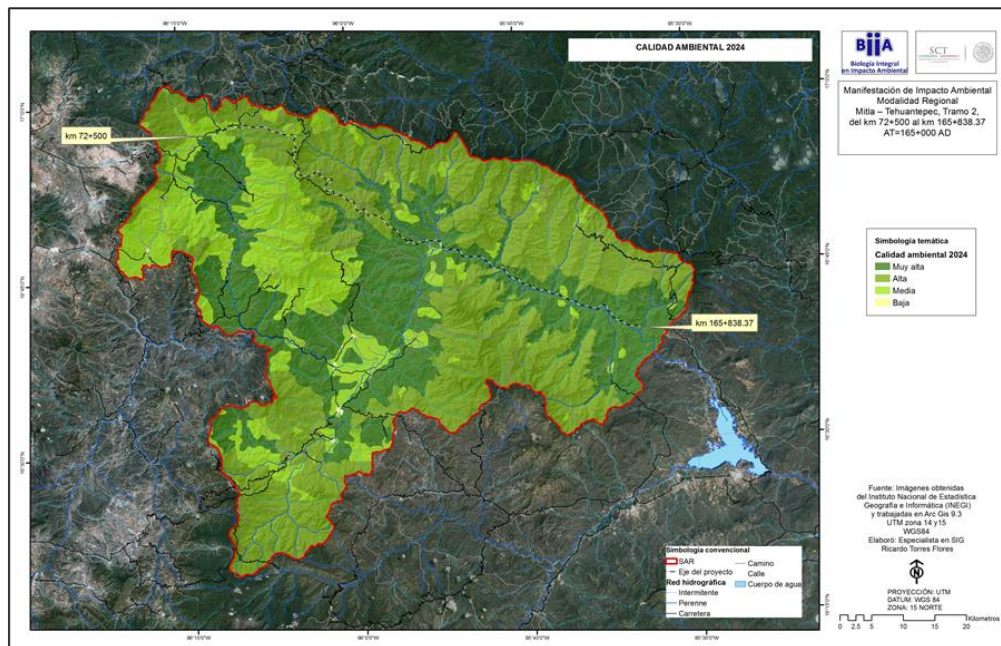 CALIDAD AMBIENTAL 2024
BiiA
Biología Integral
en Impacto Ambiental
SCT
Manifestación de Impacto Ambiental
Modalidad Regional
Mitla – Tehuantepec, Tramo 2,
del km 72+500 al km 165+838.37
AT=165+000 AD
km 72+500
km 165+838.37
Simbología temática
Calidad ambiental 2024
Muy alta
Alta
Media
Baja
Simbología convencional
SAR
Eje del proyecto
Red hidrográfica
Intermitente
Perenne
Carretera
Camino
Calle
Cuerpo de agua
Fuente: Imágenes obtenidas
del Instituto Nacional de Estadística
Geografía e Informática (INEGI)
y trabajadas en Arc Gis 9.3
UTM zona 14 y15
WGS84
Elaboró: Especialista en SIG
Ricardo Torres Flores
N
PROYECCIÓN: UTM
DATUM: WGS 84
ZONA: 15 NORTE
0 2.5 5 10 15 20 Kilometros